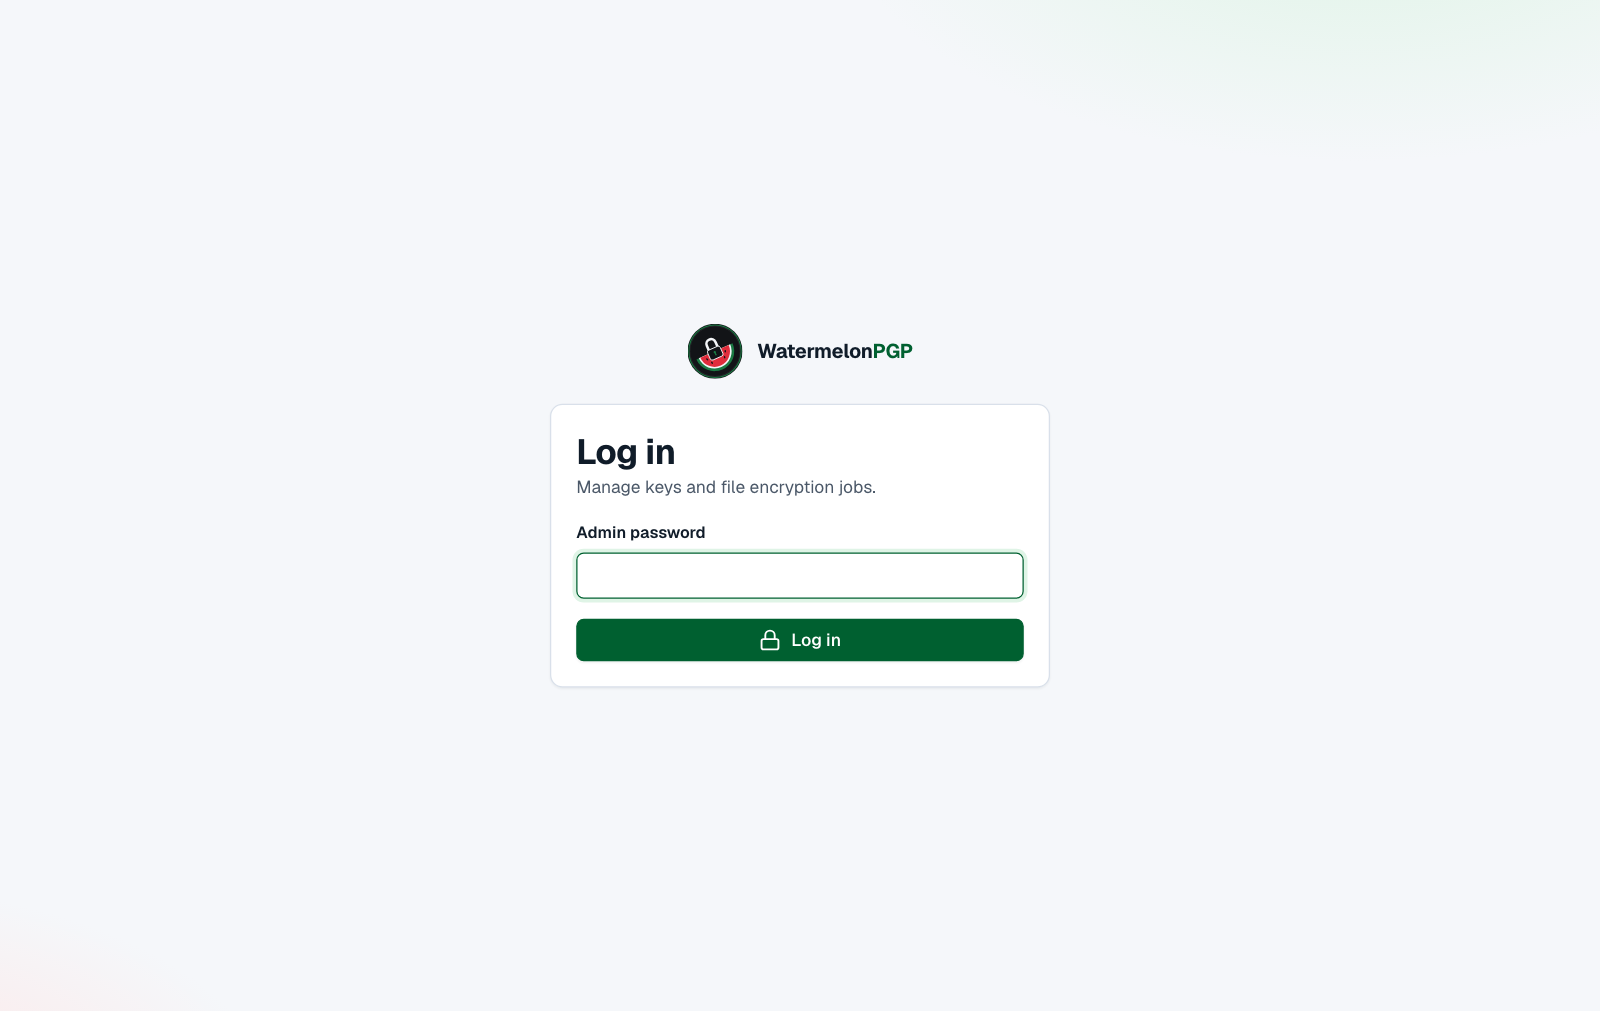 WatermelonPGP
Log in
Manage keys and file encryption jobs.
Admin password
Log in